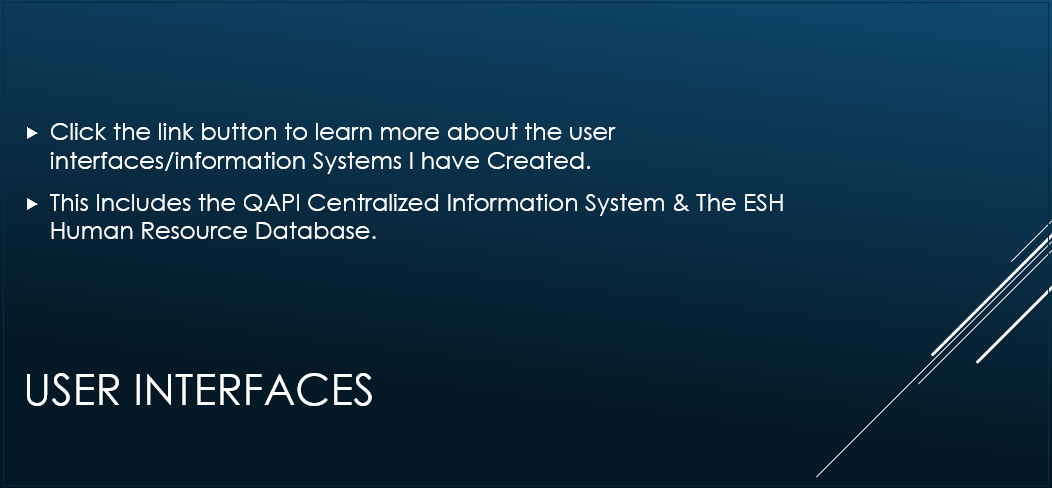 Click the link button to learn more about the user
interfaces/information Systems I have Created.
This Includes the QAPI Centralized Information System & The ESH
Human Resource Database.
USER INTERFACES